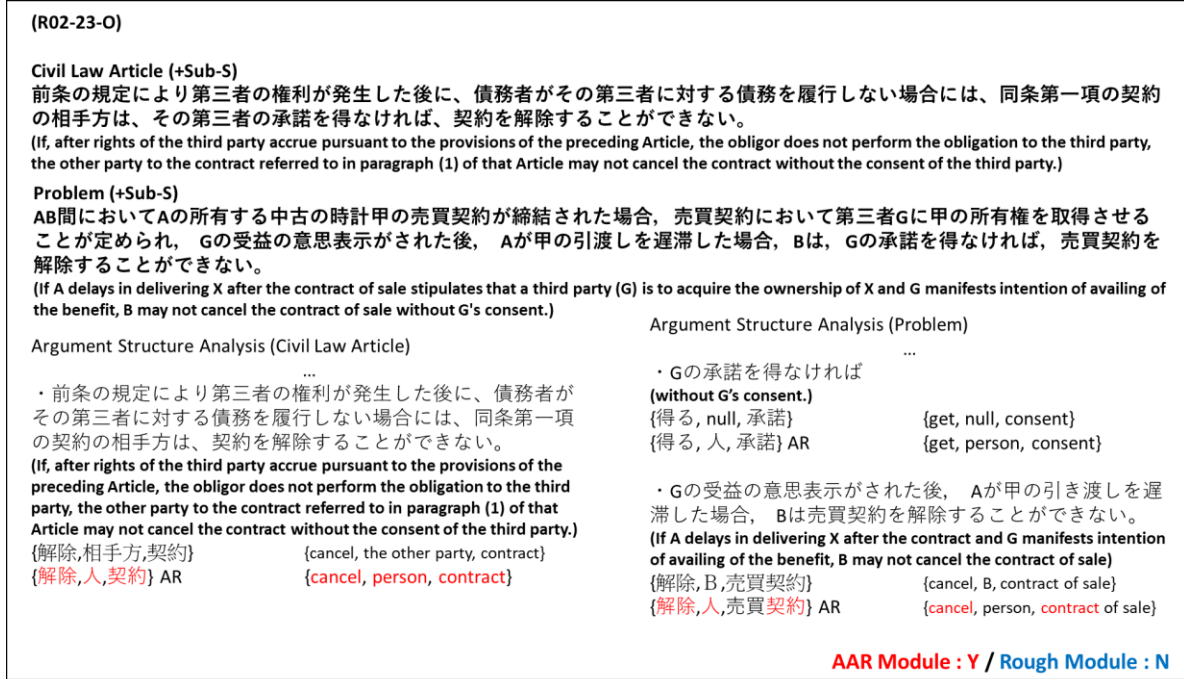 (R02-23-O)
Civil Law Article (+Sub-S)
前条の規定により第三者の権利が発生した後に、債務者がその第三者に対する債務を履行しない場合には、同条第一項の契約
の相手方は、その第三者の承諾を得なければ、契約を解除することができない。
(If, after rights of the third party accrue pursuant to the provisions of the preceding Article, the obligor does not perform the obligation to the third party,
the other party to the contract referred to in paragraph (1) of that Article may not cancel the contract without the consent of the third party.)
Problem (+Sub-S)
AB間においてAの所有する中古の時計甲の売買契約が締結された場合, 売買契約において第三者Gに甲の所有権を取得させる
ことが定められ, Gの受益の意思表示がされた後, Aが甲の引渡しを遅滞した場合, Bは, Gの承諾を得なければ, 売買契約を
解除することができない。
(If A delays in delivering X after the contract of sale stipulates that a third party (G) is to acquire the ownership of X and G manifests intention of availing of
the benefit, B may not cancel the contract of sale without G's consent.)
Argument Structure Analysis (Civil Law Article)
...
・前条の規定により第三者の権利が発生した後に、債務者が
その第三者に対する債務を履行しない場合には、同条第一項
の契約の相手方は、契約を解除することができない。
(If, after rights of the third party accrue pursuant to the provisions of the
preceding Article, the obligor does not perform the obligation to the third
party, the other party to the contract referred to in paragraph (1) of that
Article may not cancel the contract without the consent of the third party.)
{解除,相手方,契約} {cancel, the other party, contract}
{解除,人,契約} AR {cancel, person, contract}
Argument Structure Analysis (Problem)
...
・Gの承諾を得なければ
(without G's consent.)
{得る, null, 承諾} {get, null, consent}
{得る, 人, 承諾} AR {get, person, consent}
・Gの受益の意思表示がされた後, Aが甲の引き渡しを遅
滞した場合, Bは売買契約を解除することができない。
(If A delays in delivering X after the contract and G manifests intention
of availing of the benefit, B may not cancel the contract of sale)
{解除,B,売買契約} {cancel, B, contract of sale}
{解除,人,売買契約} AR {cancel, person, contract of sale}
AAR Module : Y / Rough Module : N